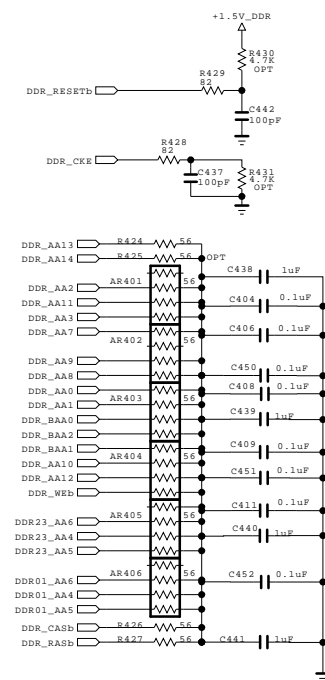 +1.5V_DDR
R430
4.7K
OPT
R429
82
DDR_RESETb
C442
100pF
R428
82
DDR_CKE
C437
100pF
R431
4.7K
OPT
DDR_AA13 R424 56
DDR_AA14 R425 56 OPT
C438 1uF
DDR_AA2 AR401 56
DDR_AA11 C404 0.1uF
DDR_AA3
DDR_AA7 56 C406 0.1uF
AR402
DDR_AA9
DDR_AA8 C450 0.1uF
DDR_AA0 56 C408 0.1uF
DDR_AA1 AR403
DDR_BA0 C439 1uF
DDR_BA2
DDR_BA1 56 C409 0.1uF
DDR_AA10 AR404
DDR_AA12 C451 0.1uF
DDR_WEb
C411 0.1uF
DDR23_AA6 AR405 56
DDR23_AA4 C440 1uF
DDR23_AA5
DDR01_AA6 AR406 56 C452 0.1uF
DDR01_AA4
DDR01_AA5
DDR_CASb R426 56
DDR_RASb R427 56 C441 1uF